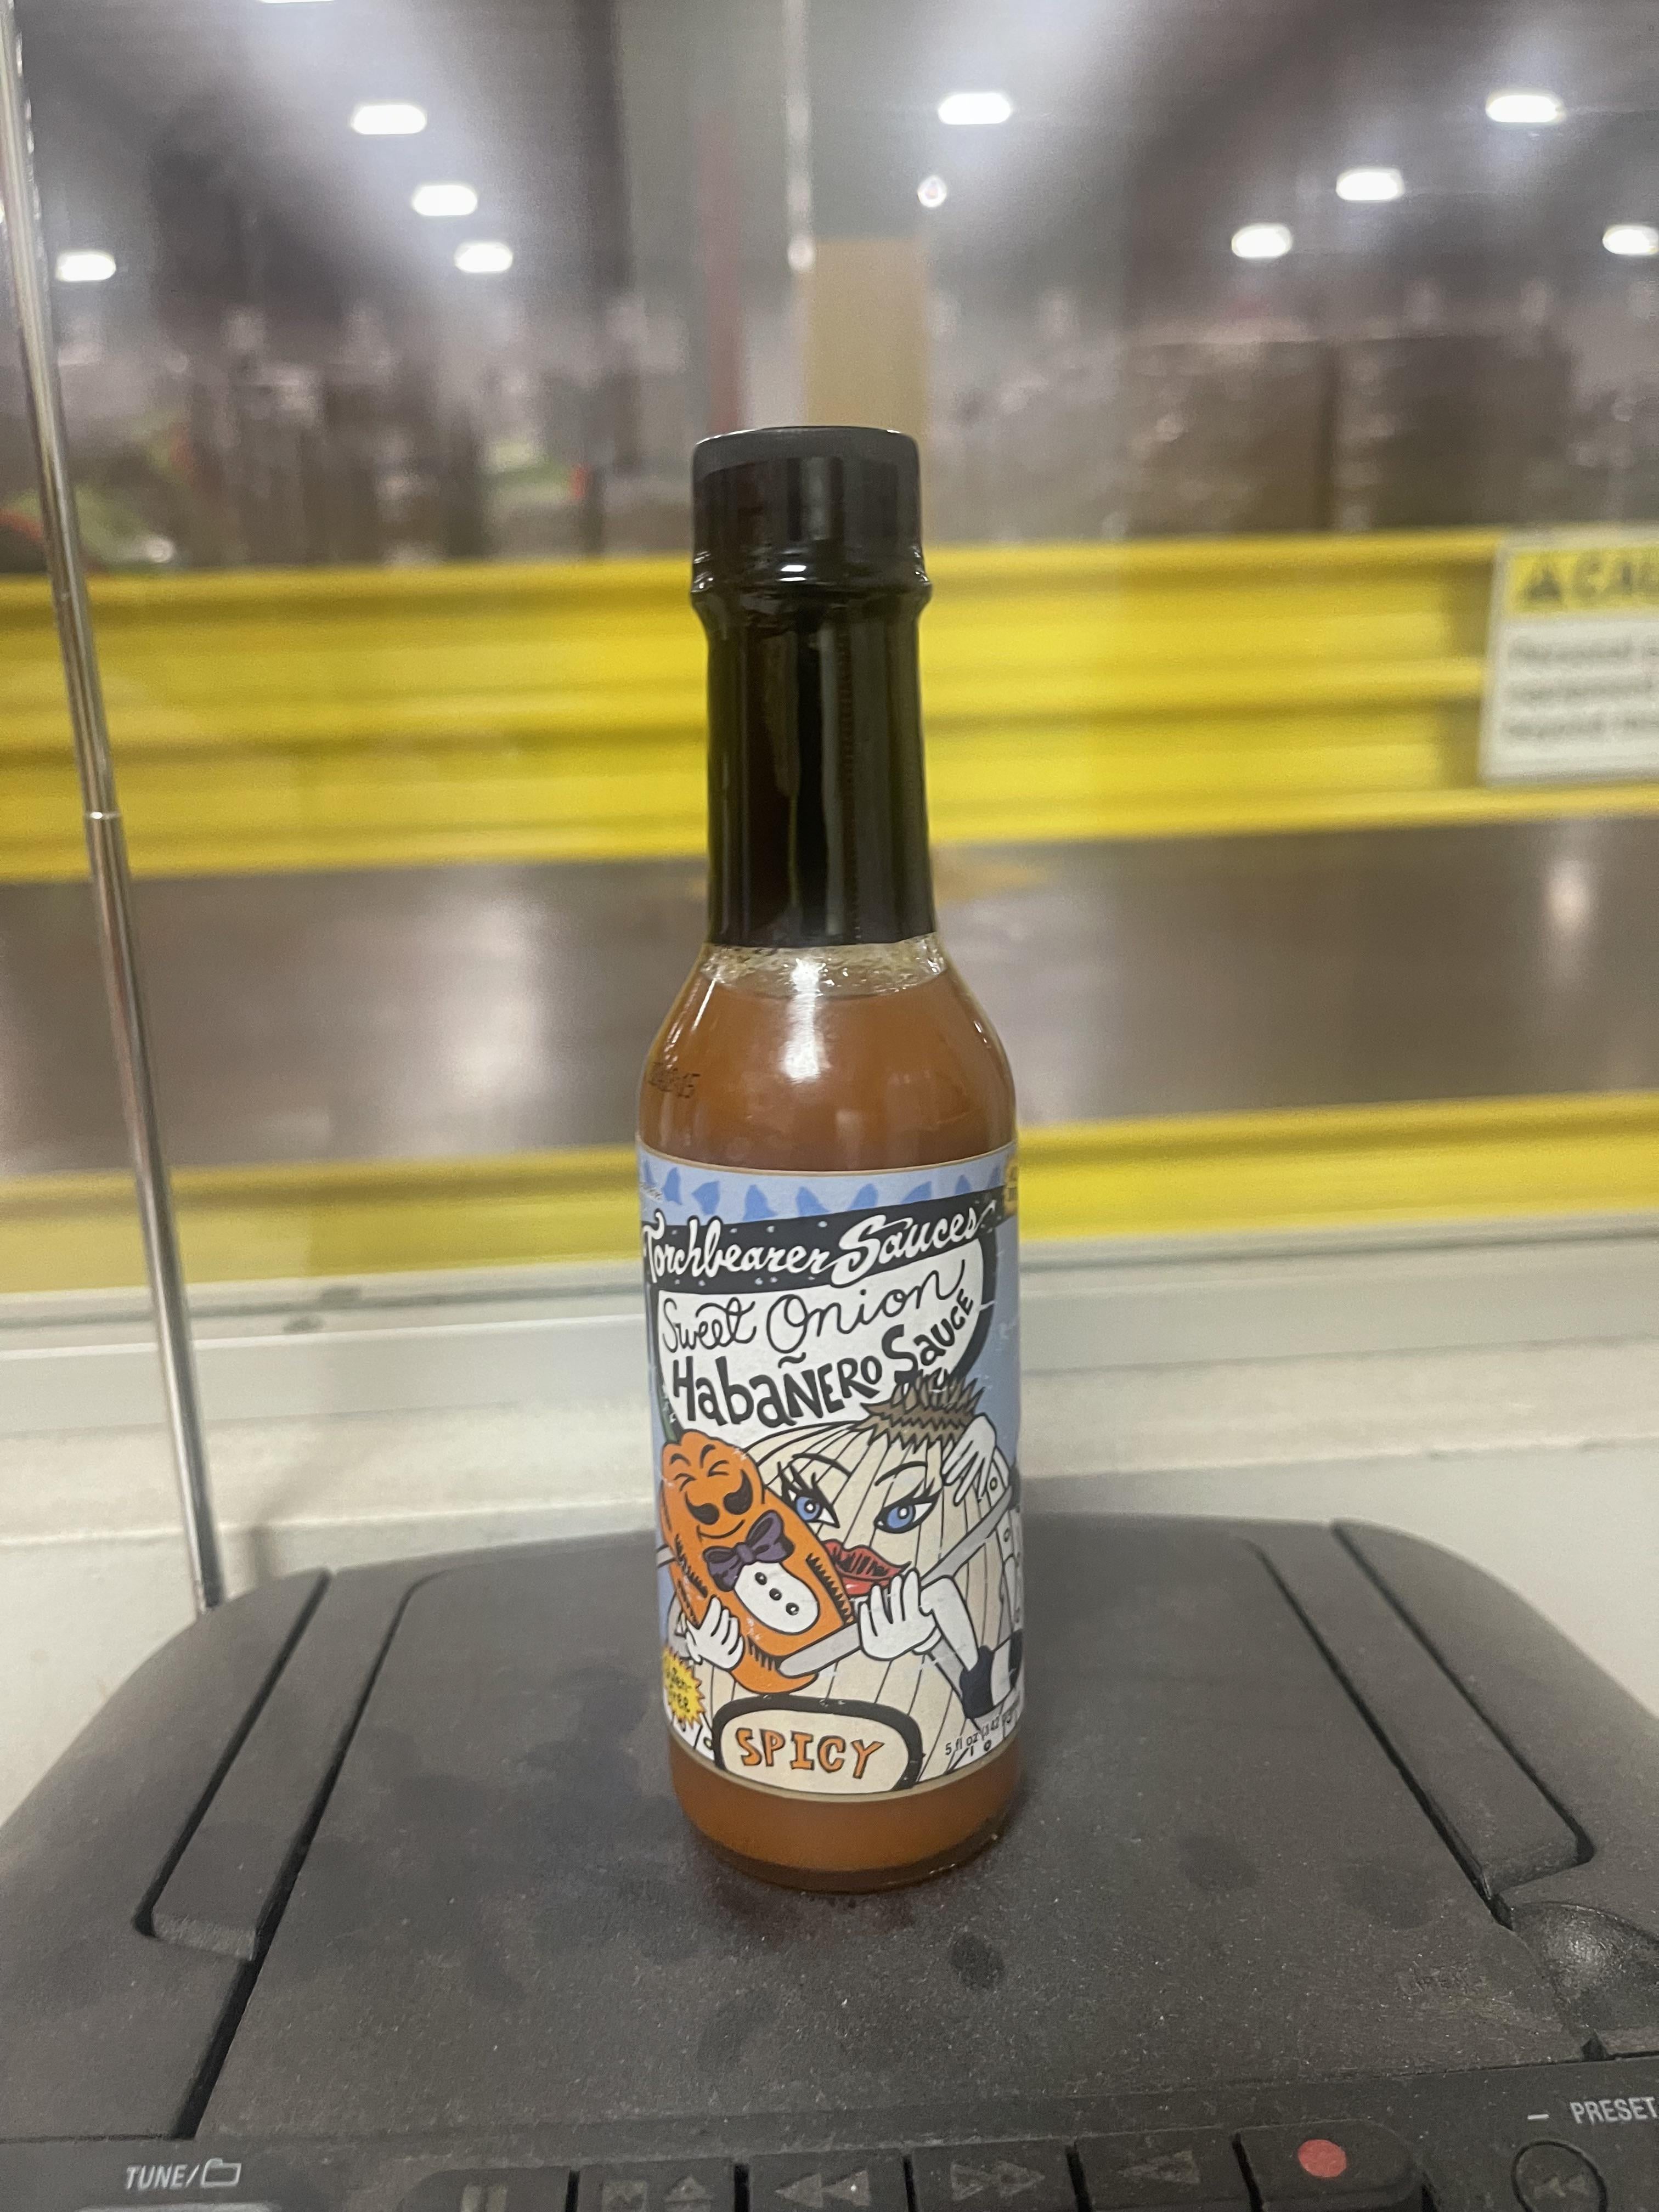 Torchbearer Sauces
Sweet Onion
HabaÑERO Sauce
SPICY
5 fl oz
TUNE/
– PRESET